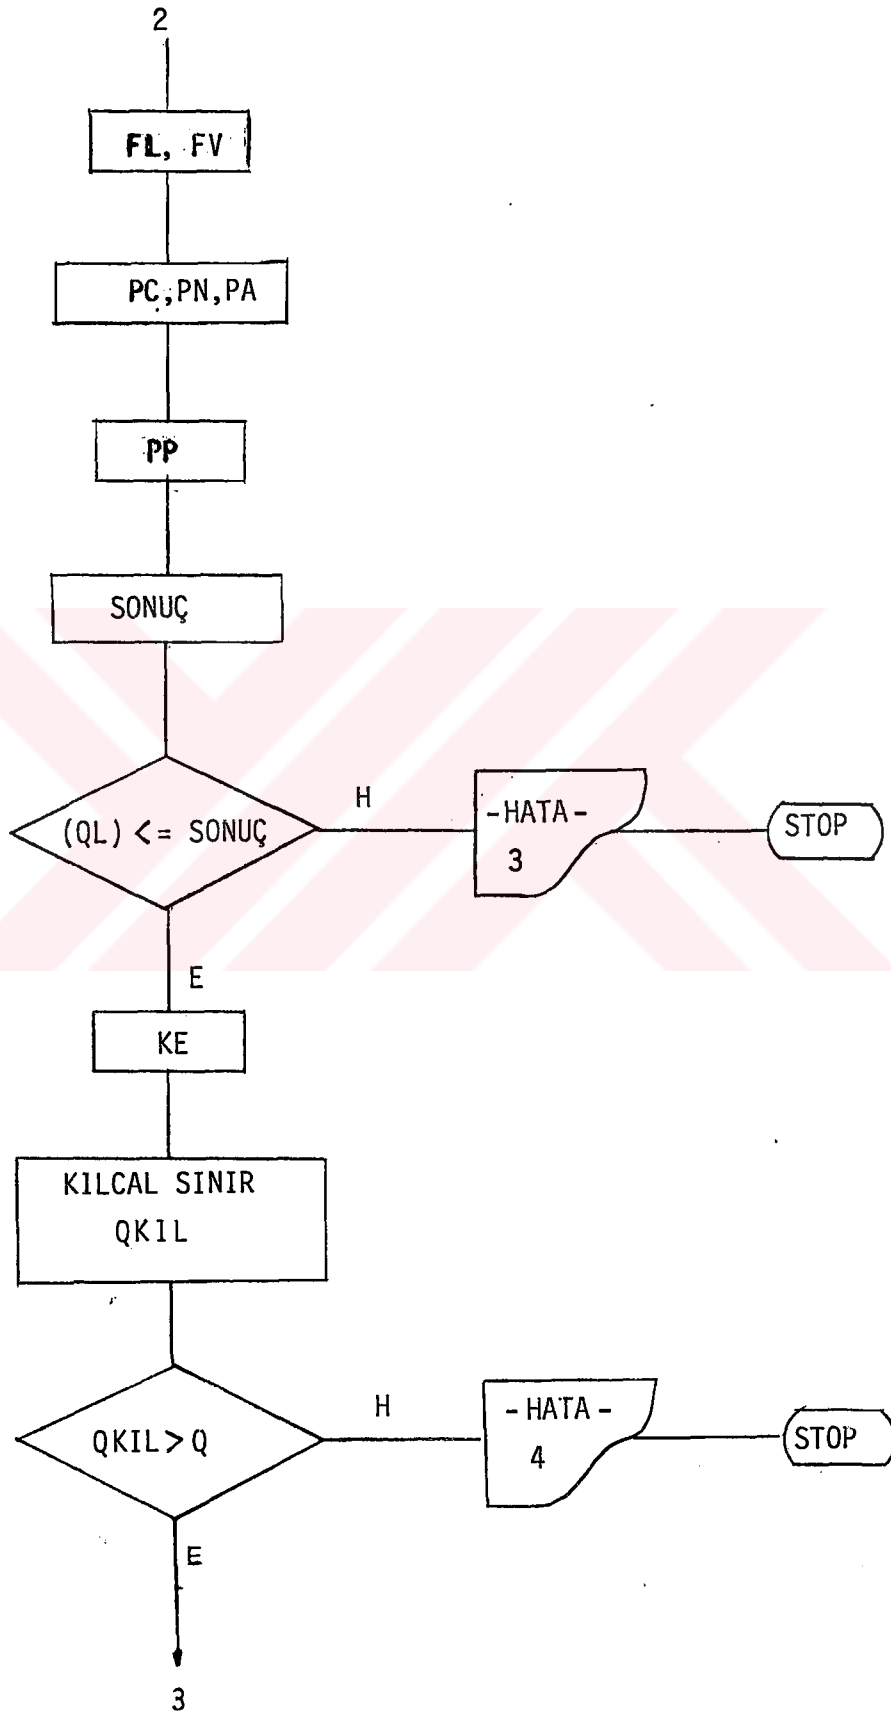 2
FL, FV
PC,PN,PA
PP
SONUÇ
(QL) <= SONUÇ
H
-HATA-
3
STOP
E
KE
KILCAL SINIR
QKIL
QKIL>Q
H
-HATA-
4
STOP
E
3